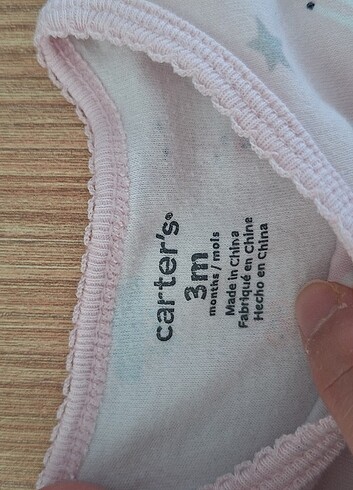 carter's®
3m
months / mois
Made in China
Fabriqué en Chine
Hecho en China